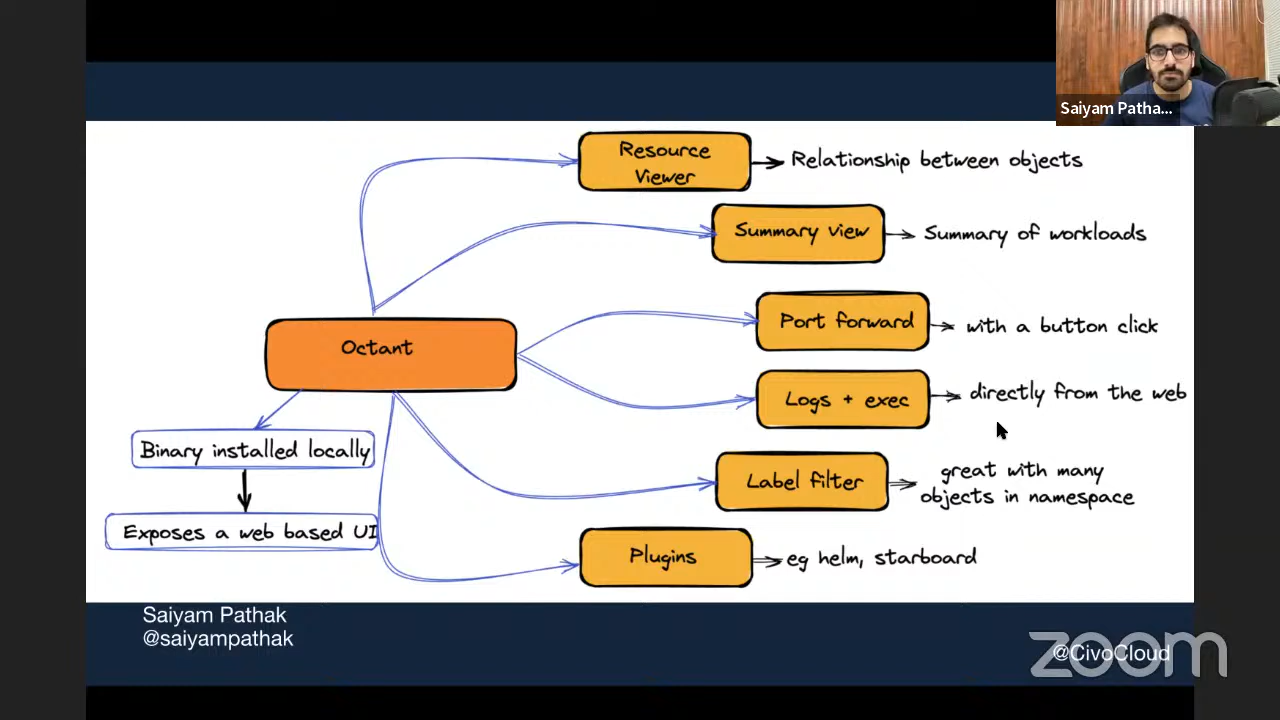 Saiyam Patha...
Resource
Viewer
Relationship between objects
Summary view
Summary of workloads
Octant
Port forward
with a button click
Logs + exec
directly from the web
Binary installed locally
Label filter
great with many
objects in namespace
Exposes a web based UI
Plugins
eg helm, starboard
Saiyam Pathak
@saiyampathak
@CivoCloud
zoom